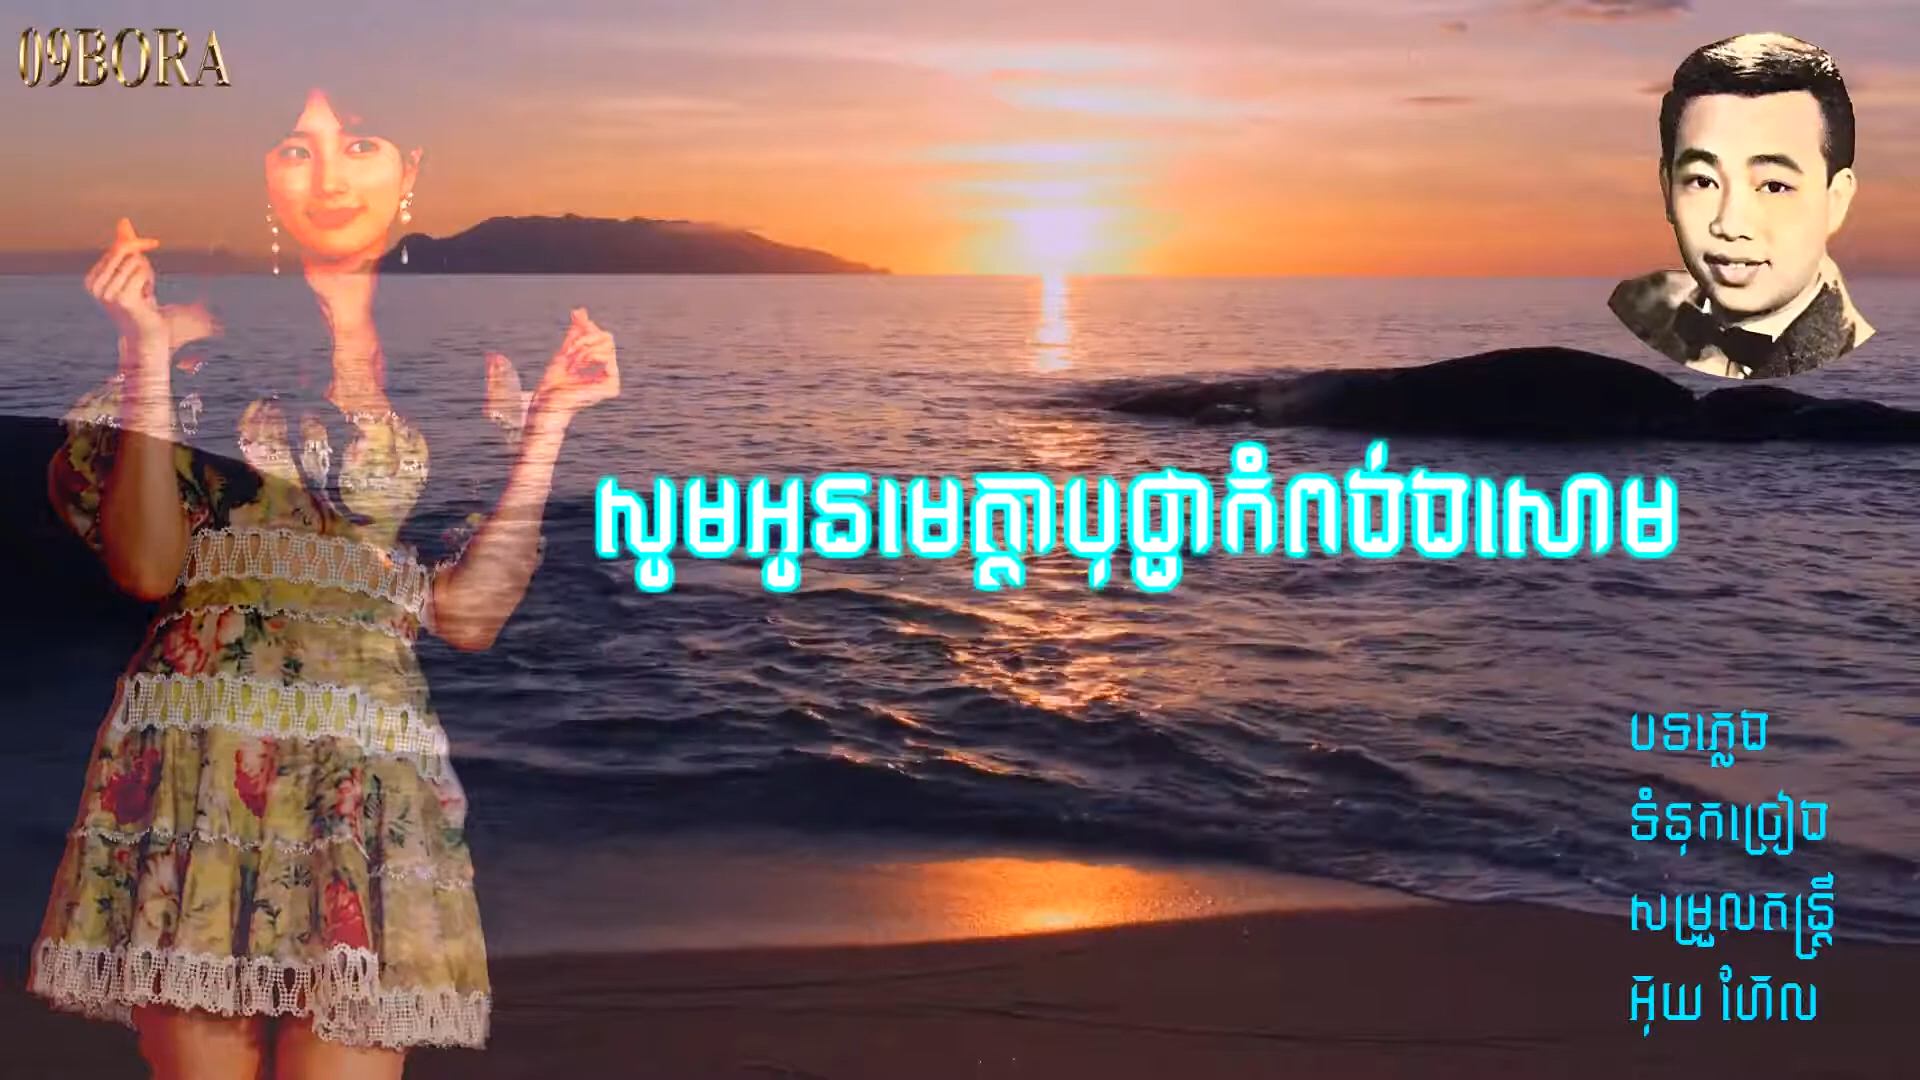 09BORA
សូមអូនមេត្តាបុប្ផាកំពង់ឯសោម
បទភ្លេង
ទំនុកច្រៀង
សម្រួលតន្ត្រី
អ៊ុយ ហ៊ែល